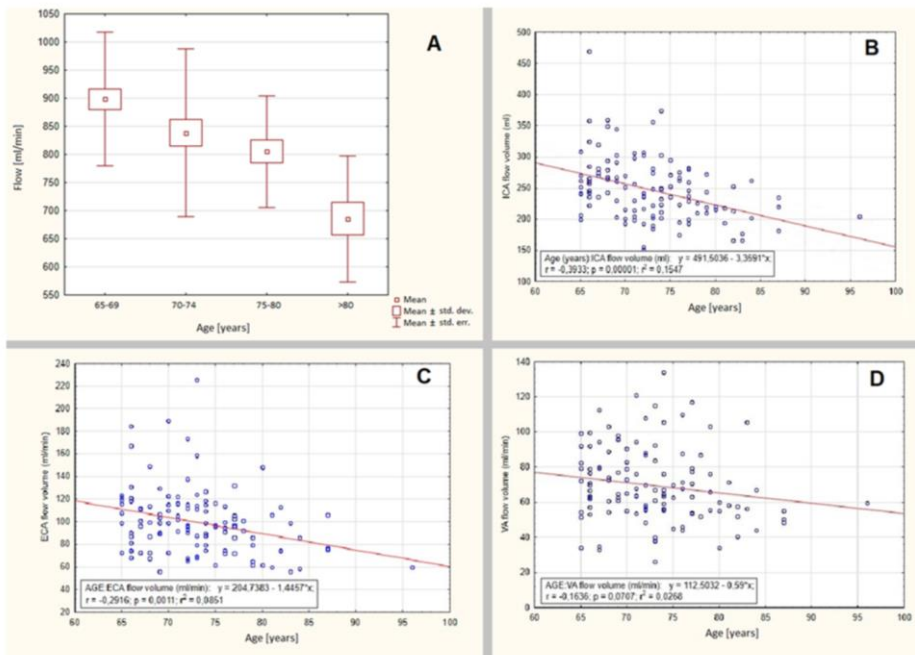 A
Flow [ml/min]
1050
1000
950
900
850
800
750
700
650
600
550
65-69 70-74 75-80 >80
Age [years]
Mean
Mean ± std. dev.
Mean ± std. err.
B
ICA flow volume (ml)
500
450
400
350
300
250
200
150
100
Age (years):ICA flow volume (ml): y = 491,5036 - 3,3591*x;
r = -0,3933; p = 0,00001; r² = 0,1547
60 65 70 75 80 85 90 95 100
Age [years]
C
ECA flow volume (ml/min)
240
220
200
180
160
140
120
100
80
60
40
20
AGE:ECA flow volume (ml/min): y = 204,7383 - 1,4457*x;
r = -0,2916; p = 0,0011; r² = 0,0851
60 65 70 75 80 85 90 95 100
Age [years]
D
VA flow volume (ml/min)
140
120
100
80
60
40
20
0
AGE:VA flow volume (ml/min): y = 112,5032 - 0,59*x;
r = -0,1636; p = 0,0707; r² = 0,0268
60 65 70 75 80 85 90 95 100
Age [years]